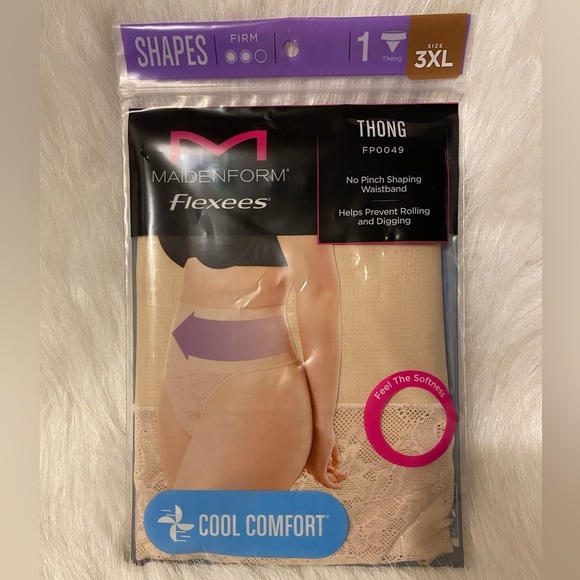 SHAPES
FIRM
1
Thong
SIZE
3XL
MAIDENFORM®
Flexees®
THONG
FP0049
No Pinch Shaping
Waistband
Helps Prevent Rolling
and Digging
Feel The Softness
COOL COMFORT®